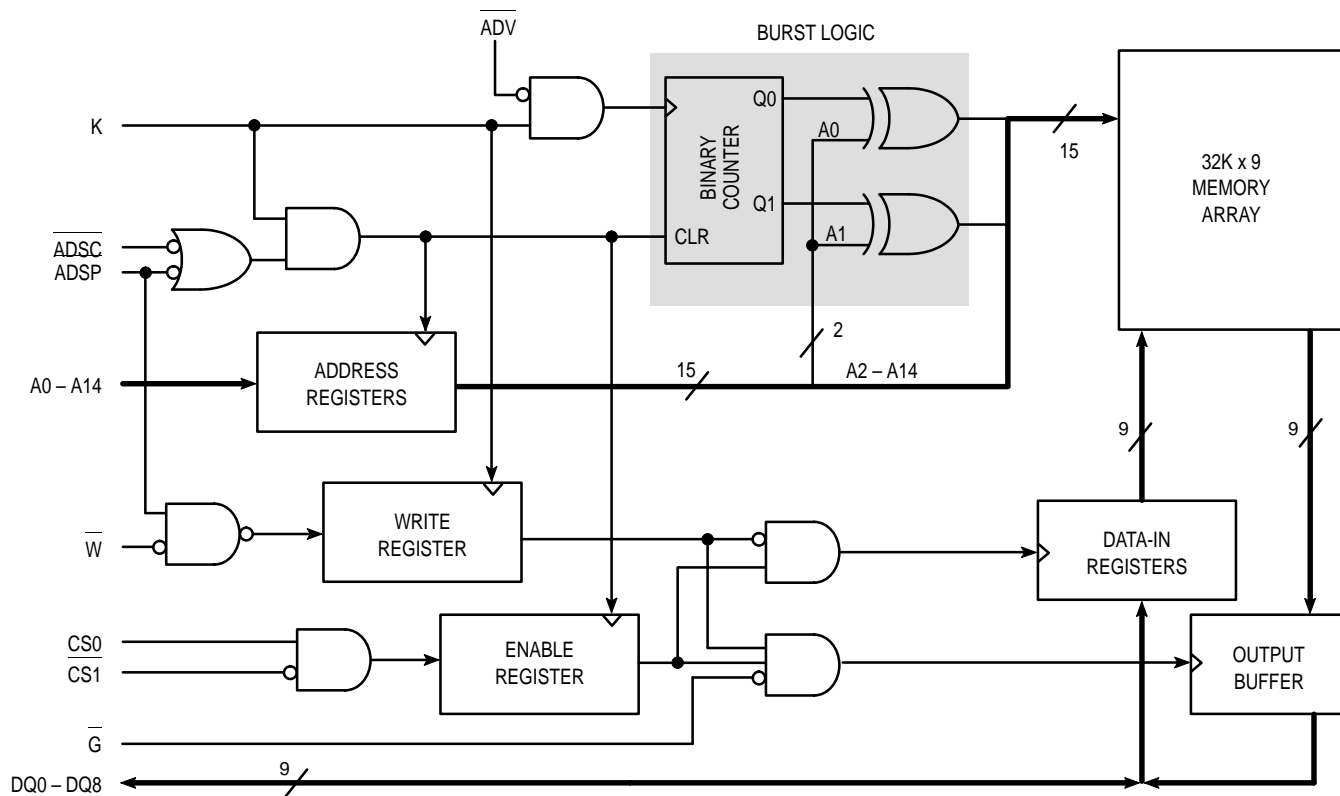 ADV
BURST LOGIC
K
BINARY
COUNTER
Q0
A0
Q1
A1
CLR
15
32K x 9
MEMORY
ARRAY
ADSC
ADSP
2
A0 – A14
ADDRESS
REGISTERS
15
A2 – A14
9
9
W
WRITE
REGISTER
DATA-IN
REGISTERS
CS0
CS1
ENABLE
REGISTER
OUTPUT
BUFFER
G
DQ0 – DQ8
9